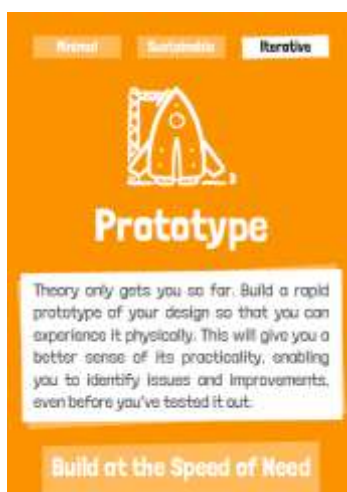 Minimal Sustainable Iterative
Prototype
Theory only gets you so far. Build a rapid
prototype of your design so that you can
experience it physically. This will give you a
better sense of its practicality, enabling
you to identify issues and improvements,
even before you've tested it out.
Build at the Speed of Need